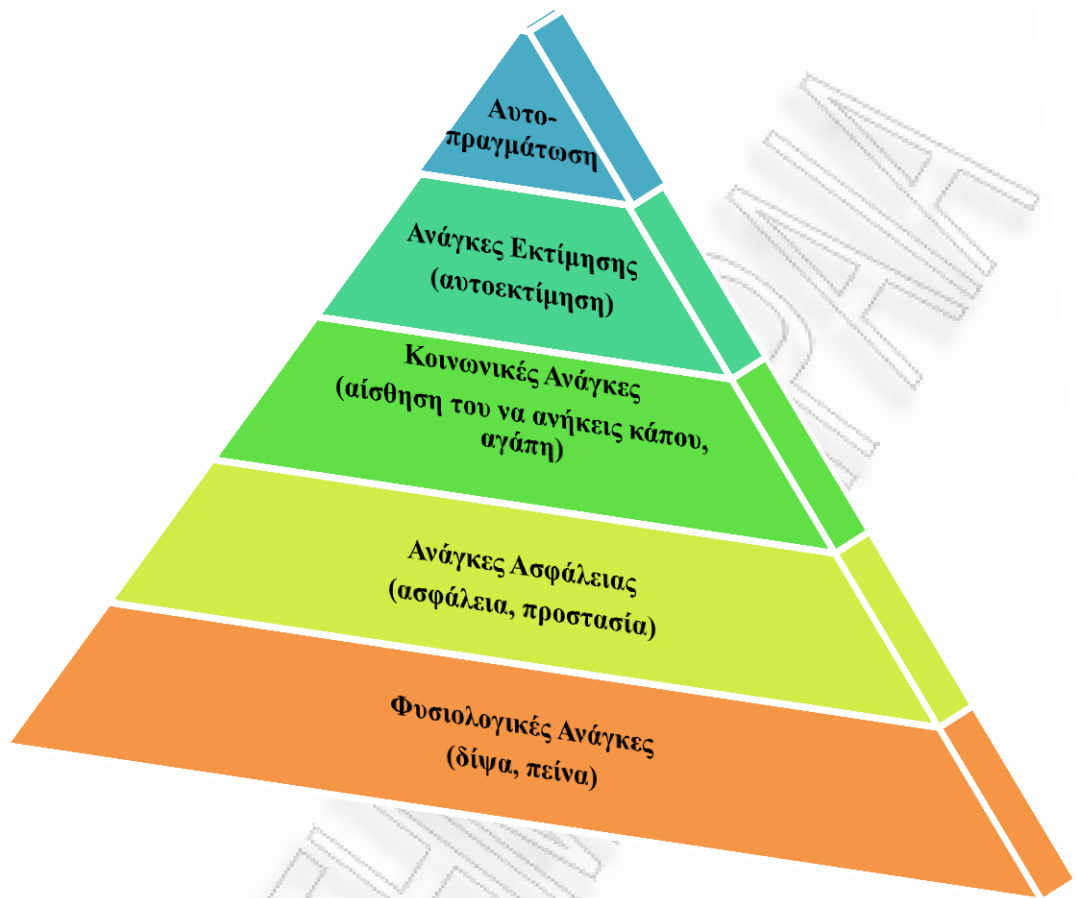 Αυτο-
πραγμάτωση
Ανάγκες Εκτίμησης
(αυτοεκτίμηση)
Κοινωνικές Ανάγκες
(αίσθηση του να ανήκεις κάπου,
αγάπη)
Ανάγκες Ασφάλειας
(ασφάλεια, προστασία)
Φυσιολογικές Ανάγκες
(δίψα, πείνα)